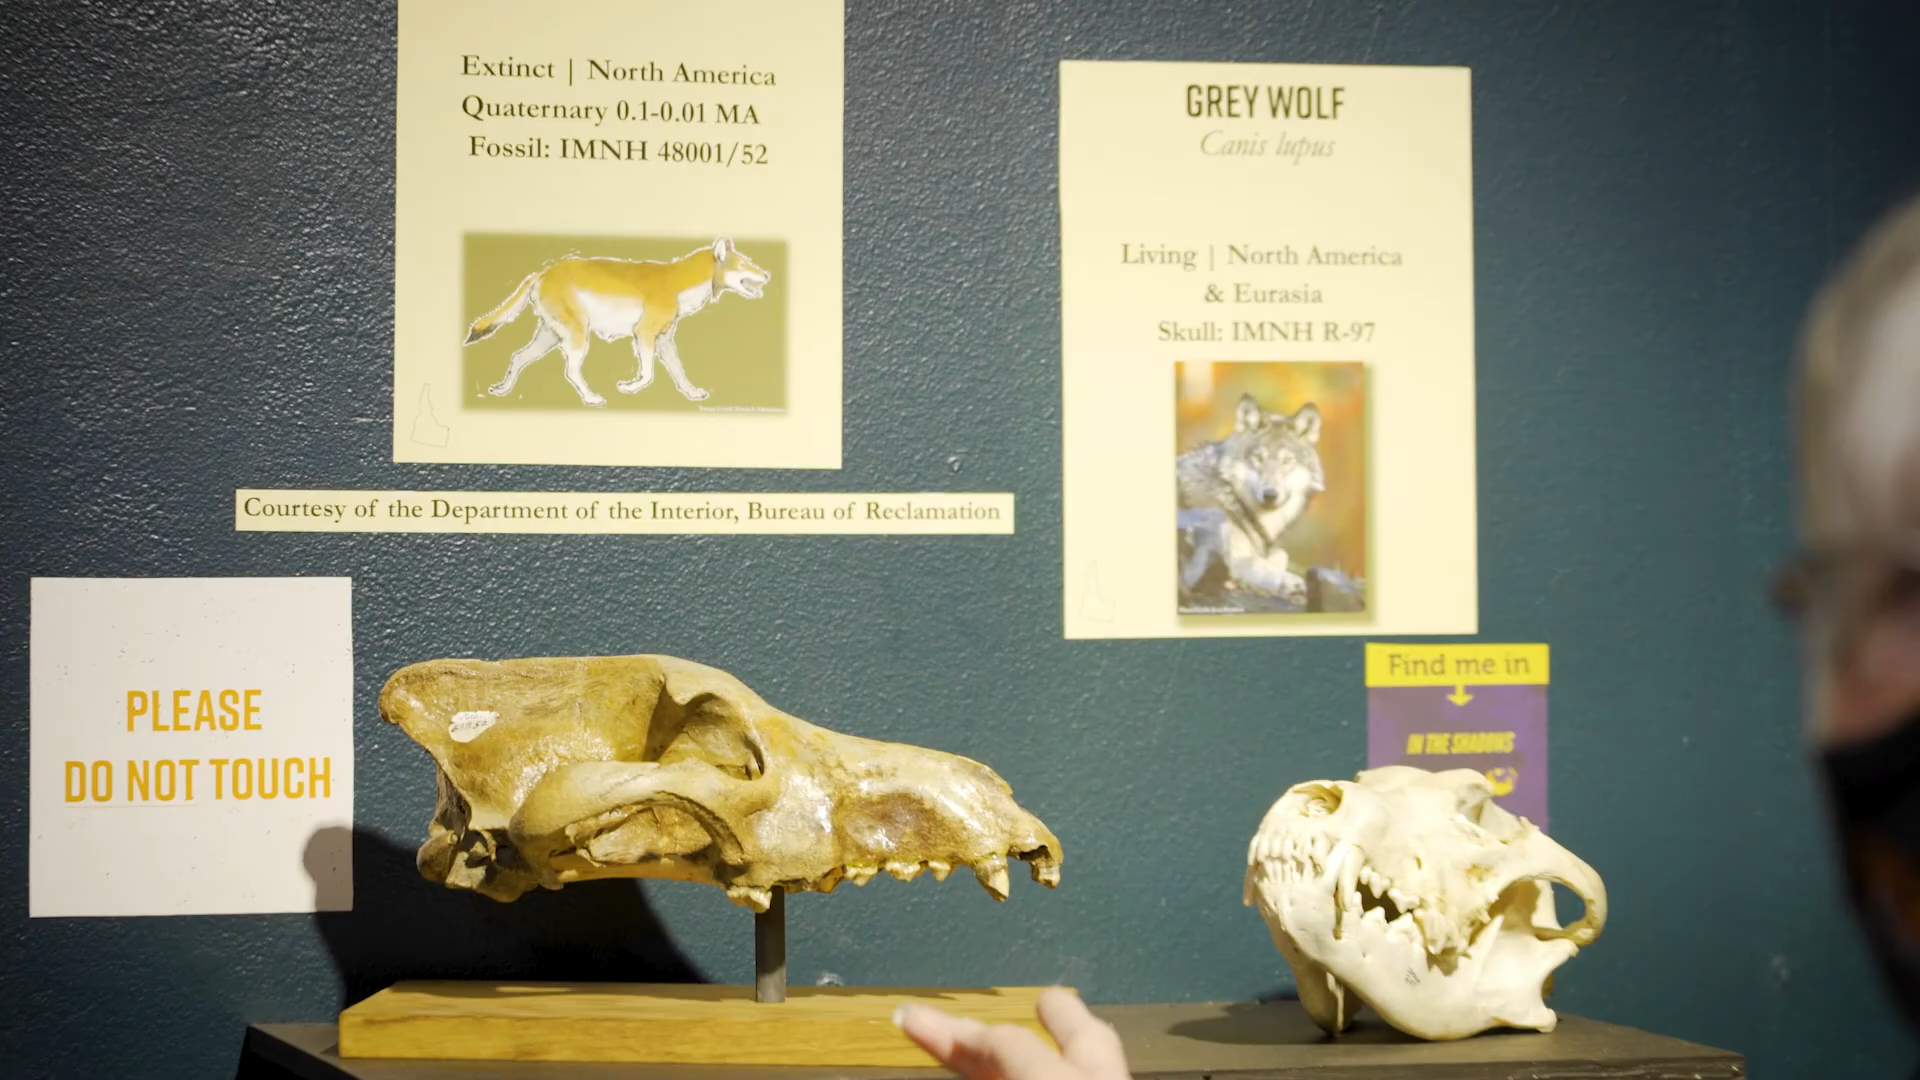 Extinct | North America
Quaternary 0.1-0.01 MA
Fossil: IMNH 48001/52
Courtesy of the Department of the Interior, Bureau of Reclamation
GREY WOLF
Canis lupus
Living | North America
& Eurasia
Skull: IMNH R-97
PLEASE
DO NOT TOUCH
Find me in
IN THE SHADOWS